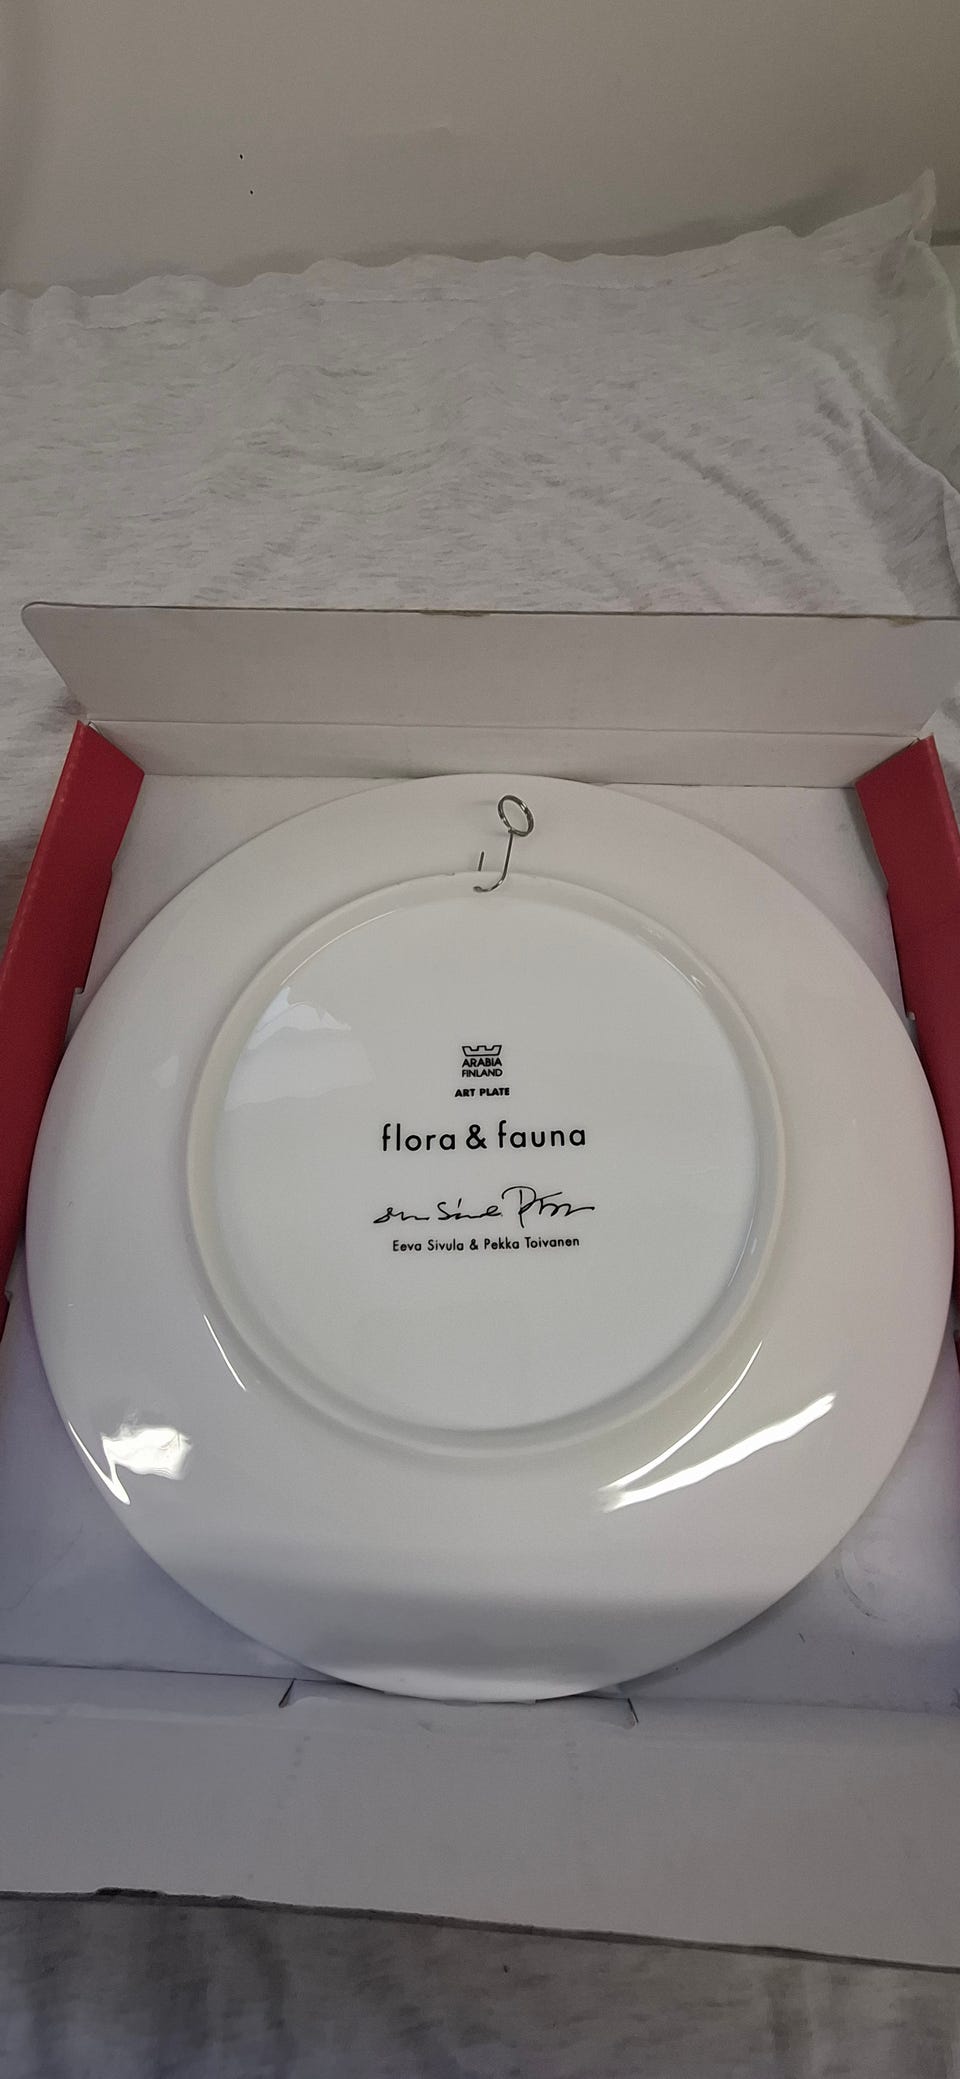 ARABIA
FINLAND
ART PLATE
flora & fauna
Eeva Sivula & Pekka Toivanen